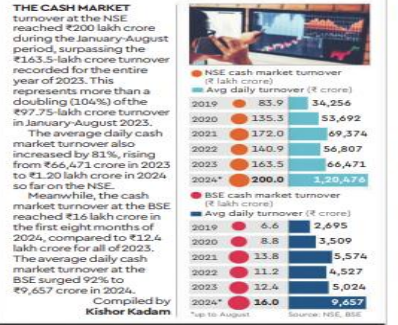 THE CASH MARKET
turnover at the NSE
reached ₹200 lakh crore
during the January-August
period, surpassing the
₹163.5-lakh crore turnover
recorded for the entire
year of 2023. This
represents more than a
doubling (104%) of the
₹97.75-lakh crore turnover
in January-August 2023.
The average daily cash
market turnover also
increased by 81%, rising
from ₹66,471 crore in 2023
to ₹1.20 lakh crore in 2024
so far on the NSE.
Meanwhile, the cash
market turnover at the BSE
reached ₹16 lakh crore in
the first eight months of
2024, compared to ₹12.4
lakh crore for all of 2023.
The average daily cash
market turnover at the
BSE surged 92% to
₹9,657 crore in 2024.
Compiled by
Kishor Kadam
NSE cash market turnover
(₹ lakh crore)
Avg daily turnover (₹ crore)
2019 83.9 34,256
2020 135.3 53,692
2021 172.0 69,374
2022 140.9 56,807
2023 163.5 66,471
2024* 200.0 1,20,476
BSE cash market turnover
(₹ lakh crore)
Avg daily turnover (₹ crore)
2019 6.6 2,695
2020 8.8 3,509
2021 13.8 5,574
2022 11.2 4,527
2023 12.4 5,024
2024* 16.0 9,657
*up to August Source: NSE, BSE